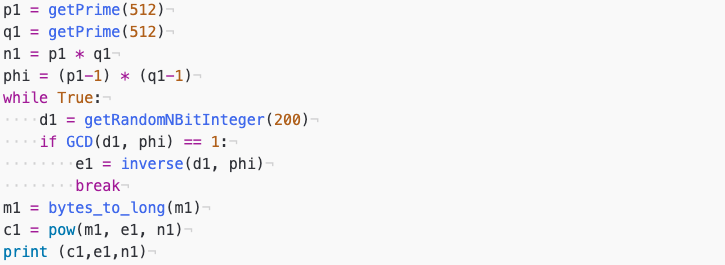 p1 = getPrime(512)¬
q1 = getPrime(512)¬
n1 = p1 * q1¬
phi = (p1-1) * (q1-1)¬
while True:¬
····d1 = getRandomNBitInteger(200)¬
····if GCD(d1, phi) == 1:¬
········e1 = inverse(d1, phi)¬
········break¬
m1 = bytes_to_long(m1)¬
c1 = pow(m1, e1, n1)¬
print (c1,e1,n1)¬